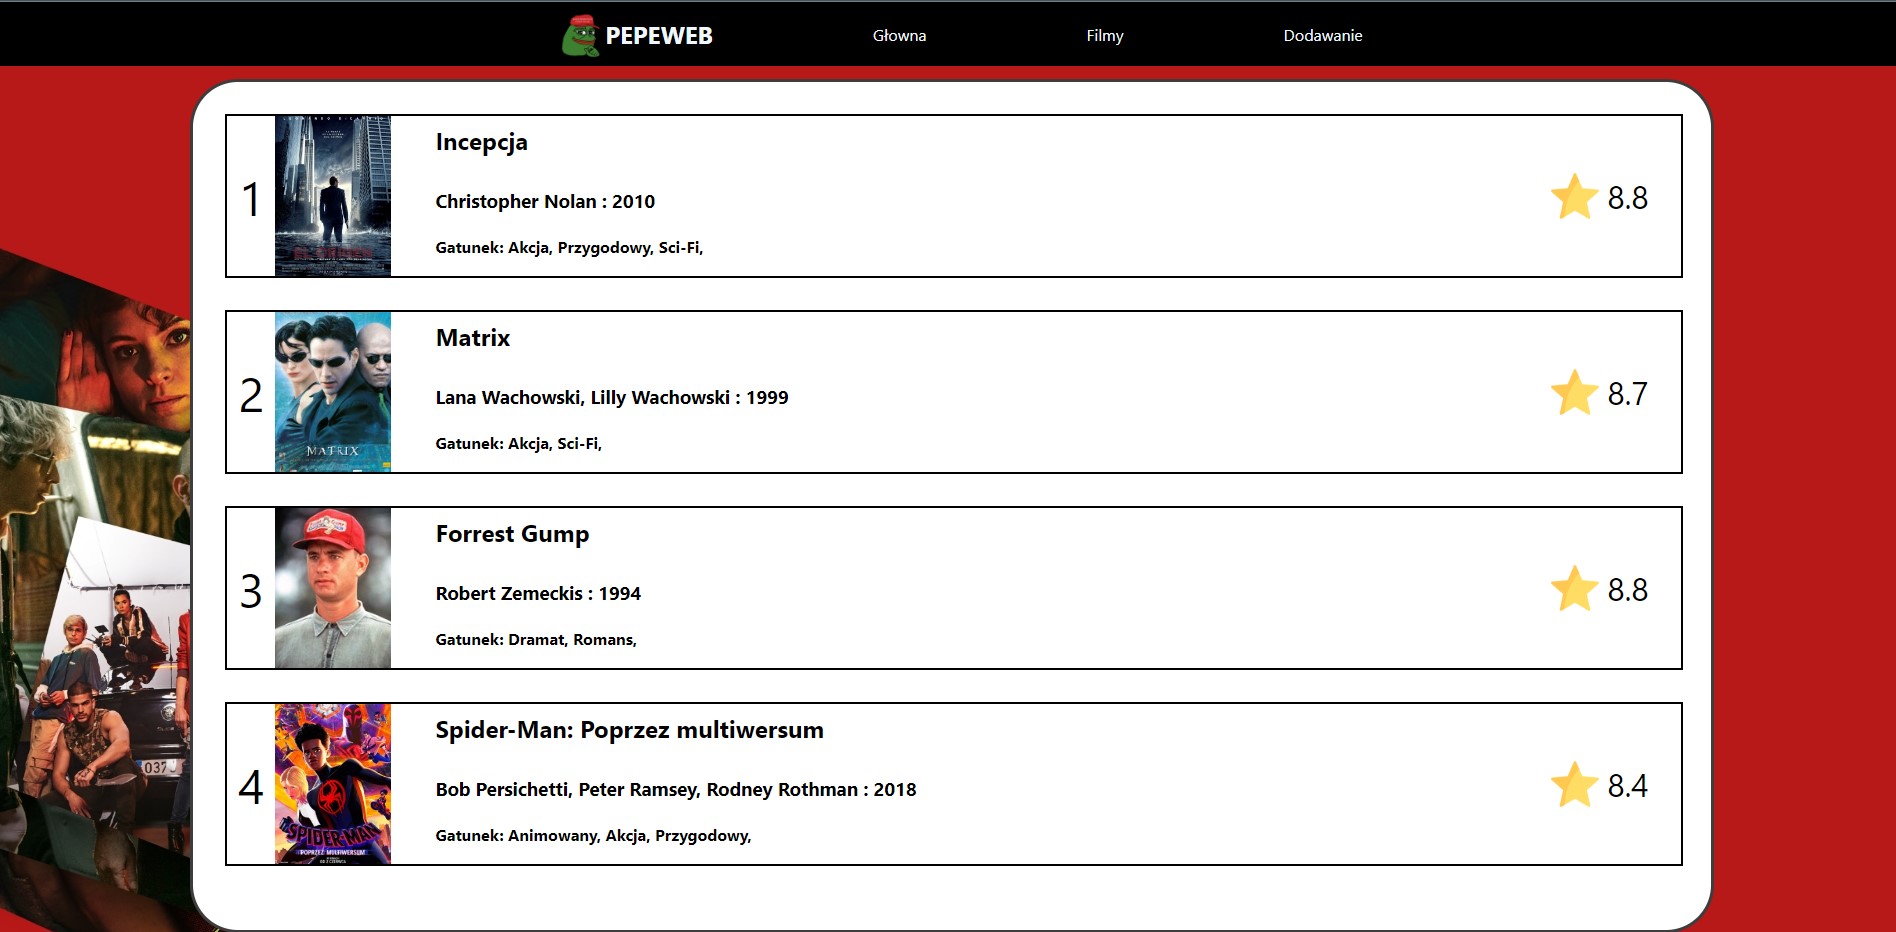 PEPEWEB
Głowna
Filmy
Dodawanie
1
Incepcja
Christopher Nolan : 2010
Gatunek: Akcja, Przygodowy, Sci-Fi,
8.8
2
MATRIX
Matrix
Lana Wachowski, Lilly Wachowski : 1999
Gatunek: Akcja, Sci-Fi,
8.7
3
Forrest Gump
Robert Zemeckis : 1994
Gatunek: Dramat, Romans,
8.8
4
SPIDER-MAN
POPRZEZ MULTIWERSUM
Spider-Man: Poprzez multiwersum
Bob Persichetti, Peter Ramsey, Rodney Rothman : 2018
Gatunek: Animowany, Akcja, Przygodowy,
8.4
037